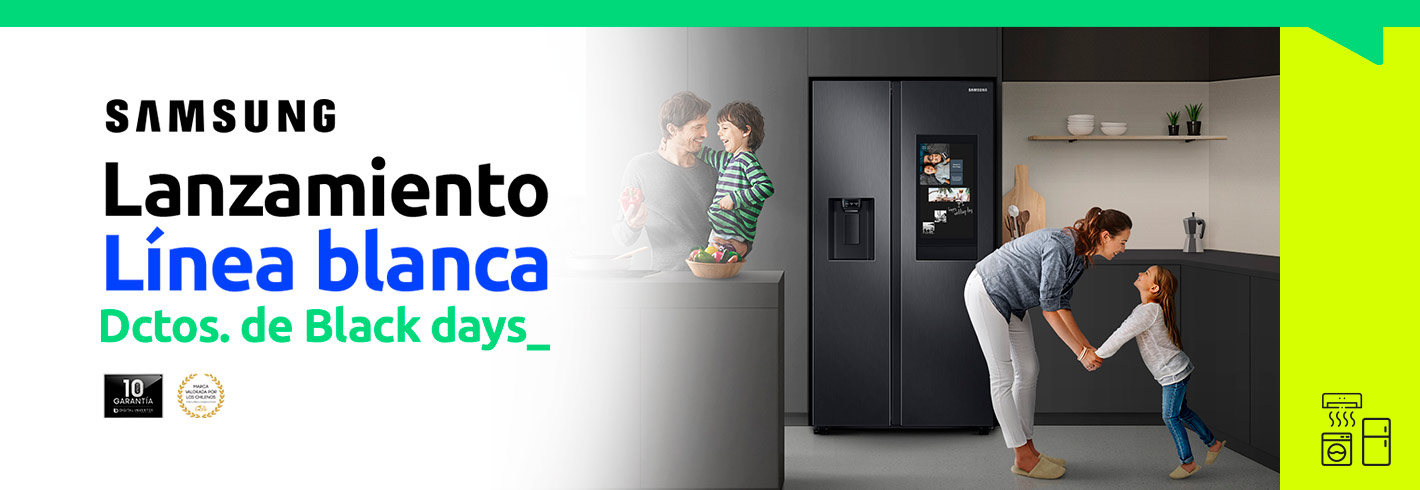 SAMSUNG
Lanzamiento
Línea blanca
Dctos. de Black days_
10
GARANTÍA
DIGITAL INVERTER
MARCA
VALORADA POR
LOS CHILENOS
SAMSUNG